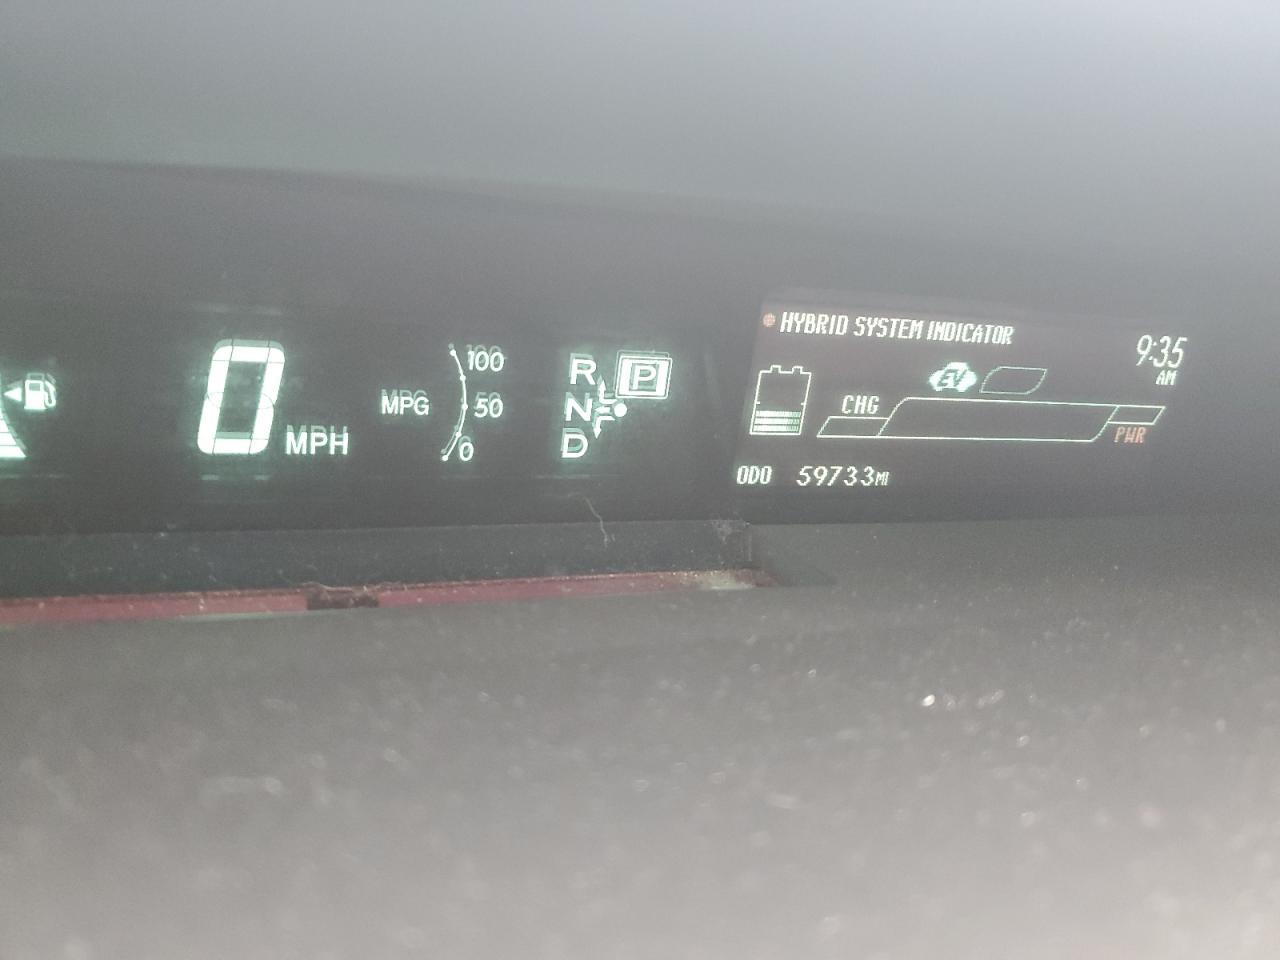 0 MPH
MPG
100
50
0
R
N
D
P
HYBRID SYSTEM INDICATOR
9:35
AM
EV
CHG
PWR
ODO 59733MI